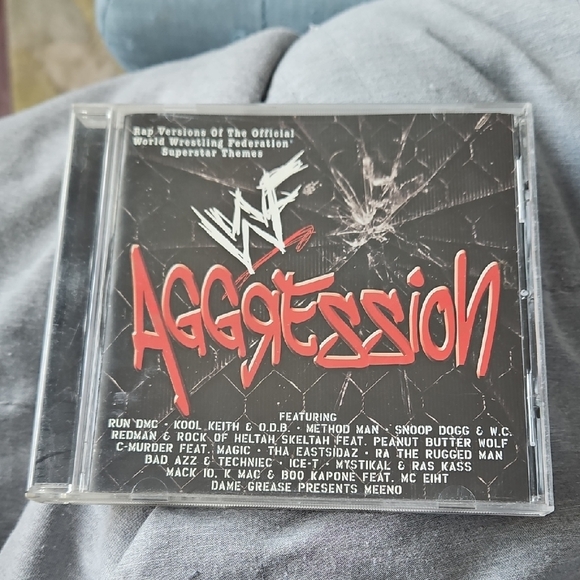 Rap Versions Of The Official
World Wrestling Federation®
Superstar Themes
WF
AGGRESSION
FEATURING
RUN DMC · KOOL KEITH & O.D.B. · METHOD MAN · SNOOP DOGG & W.C.
REDMAN & ROCK OF HELTAH SKELTAH FEAT. PEANUT BUTTER WOLF
C-MURDER FEAT. MAGIC · THA EASTSIDAZ · RA THE RUGGED MAN
BAD AZZ & TECHNIEC · ICE-T · MYSTIKAL & RAS KASS
MACK 10, K MAC & BOO KAPONE FEAT. MC EIHT
DAME GREASE PRESENTS MEENO